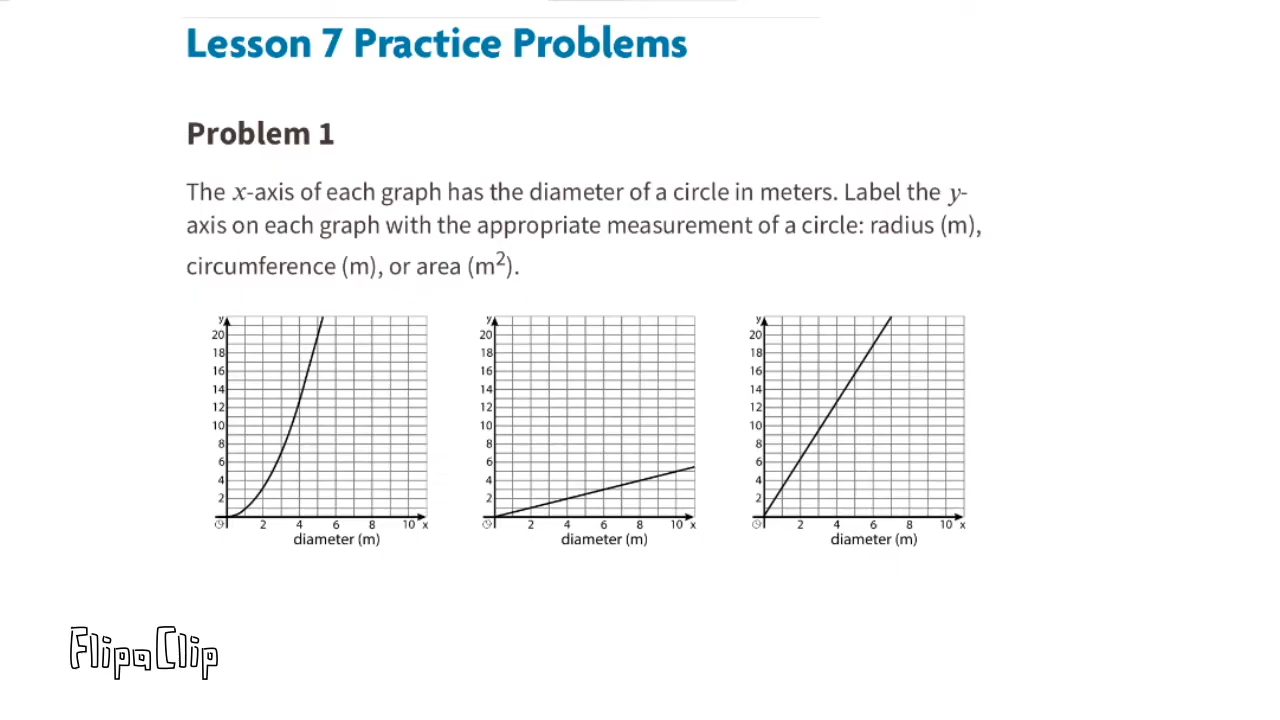 Lesson 7 Practice Problems
Problem 1
The x-axis of each graph has the diameter of a circle in meters. Label the y-
axis on each graph with the appropriate measurement of a circle: radius (m),
circumference (m), or area (m²).
y
20
18
16
14
12
10
8
6
4
2
O 2 4 6 8 10 x
diameter (m)
y
20
18
16
14
12
10
8
6
4
2
O 2 4 6 8 10 x
diameter (m)
y
20
18
16
14
12
10
8
6
4
2
O 2 4 6 8 10 x
diameter (m)
FlipaClip